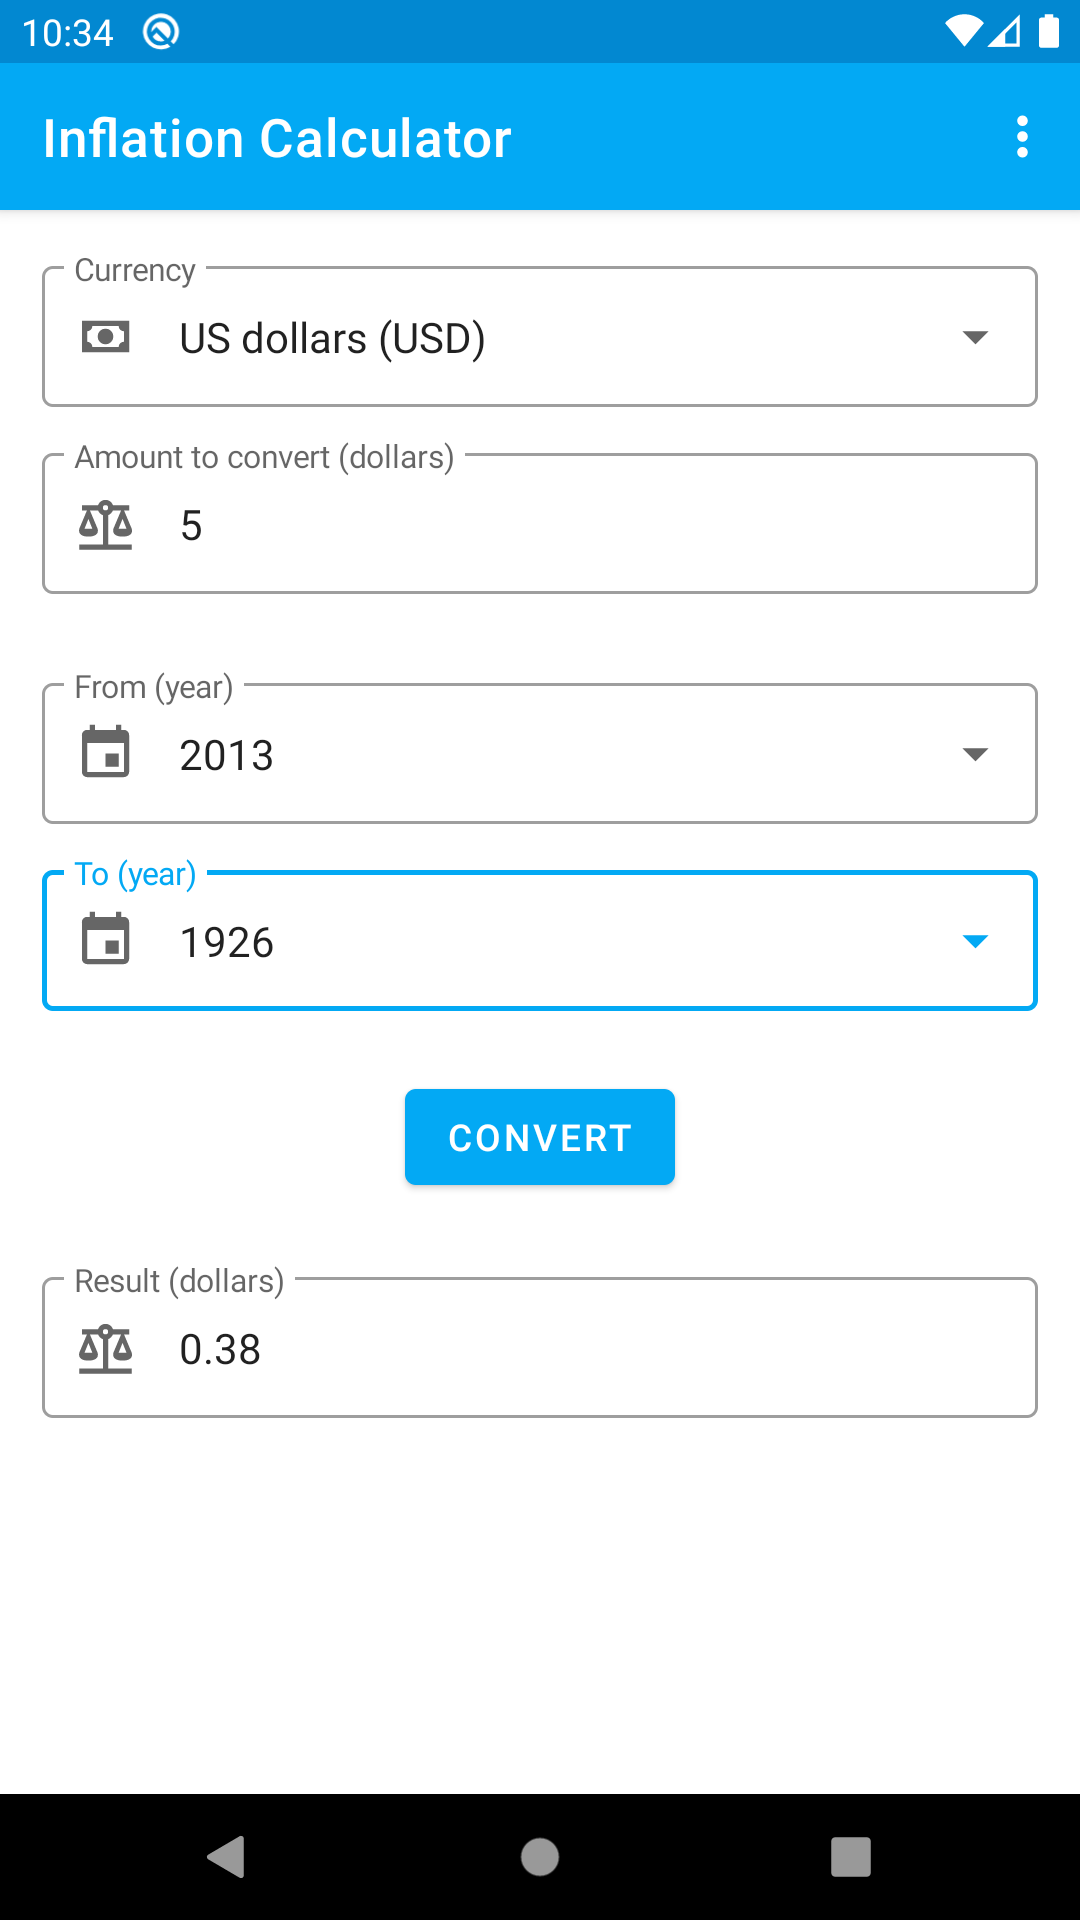 10:34
Inflation Calculator
Currency
US dollars (USD)
Amount to convert (dollars)
5
From (year)
2013
To (year)
1926
CONVERT
Result (dollars)
0.38